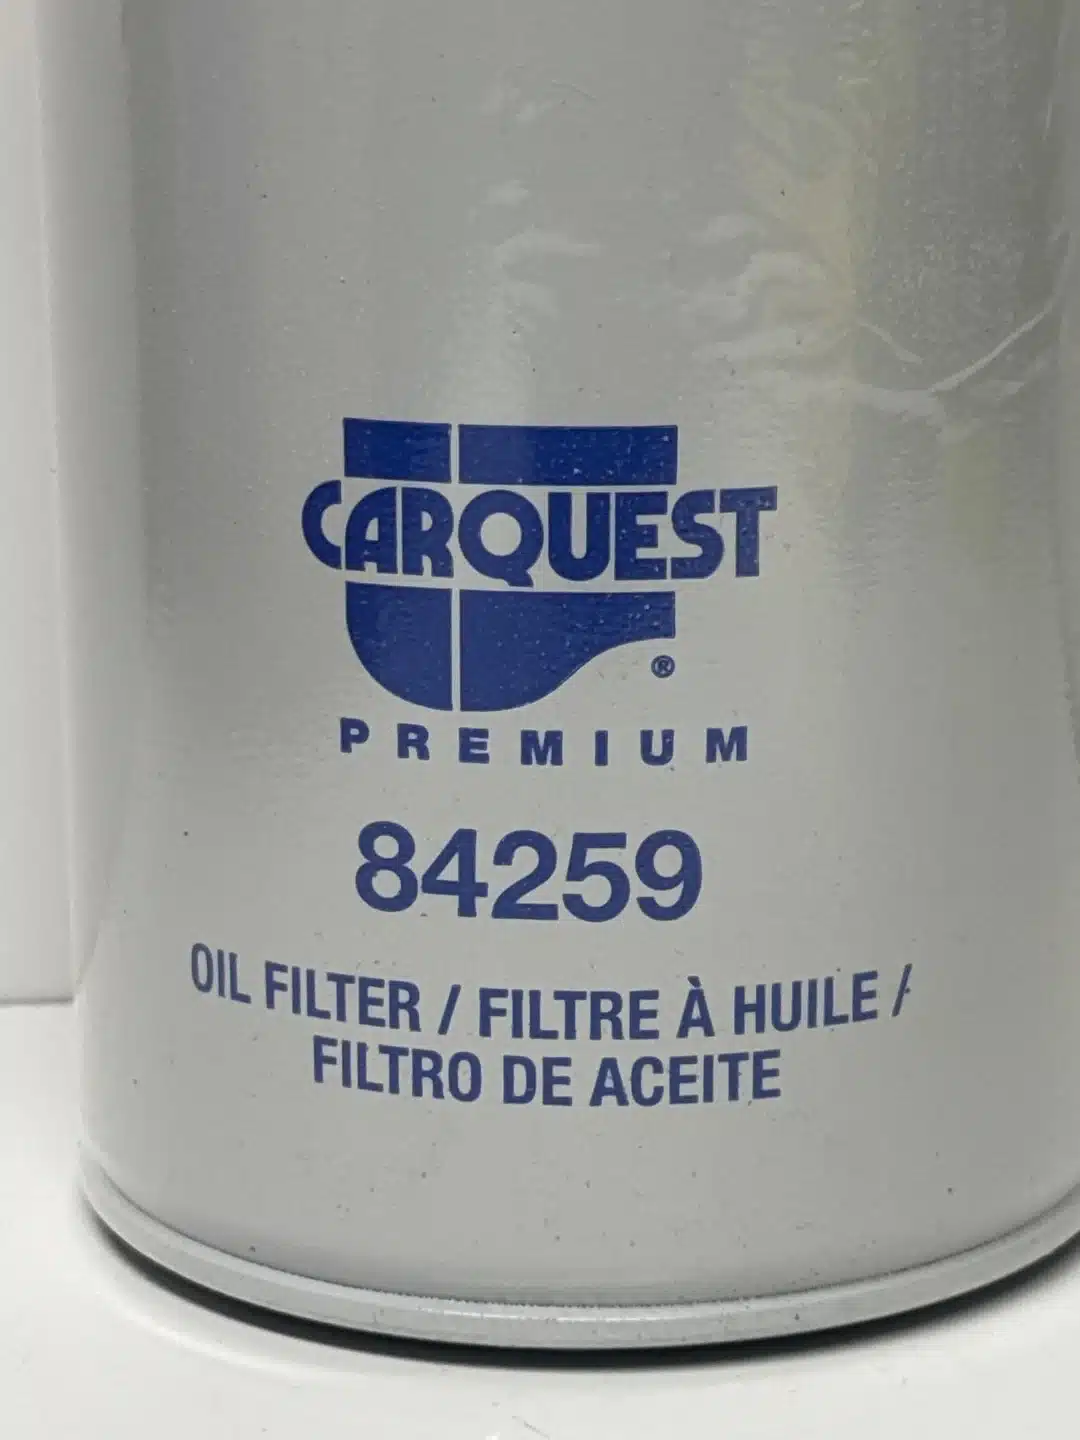 CARQUEST
®
PREMIUM
84259
OIL FILTER / FILTRE À HUILE /
FILTRO DE ACEITE